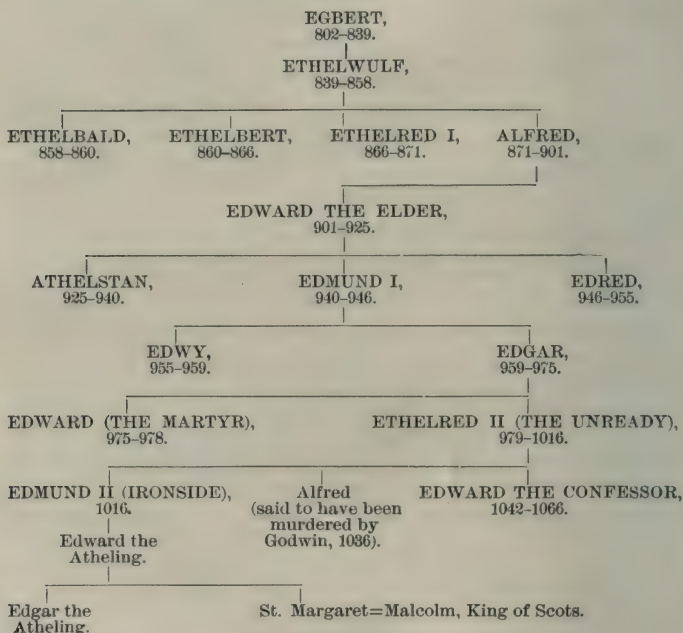 EGBERT,
802–839.
ETHELWULF,
839–858.
ETHELBALD, ETHELBERT, ETHELRED I, ALFRED,
858–860. 860–866. 866–871. 871–901.
EDWARD THE ELDER,
901–925.
ATHELSTAN, EDMUND I, EDRED,
925–940. 940–946. 946–955.
EDWY, EDGAR,
955–959. 959–975.
EDWARD (THE MARTYR), ETHELRED II (THE UNREADY),
975–978. 979–1016.
EDMUND II (IRONSIDE), Alfred EDWARD THE CONFESSOR,
1016. (said to have been 1042–1066.
murdered by
Godwin, 1036).
Edward the
Atheling.
Edgar the St. Margaret=Malcolm, King of Scots.
Atheling.